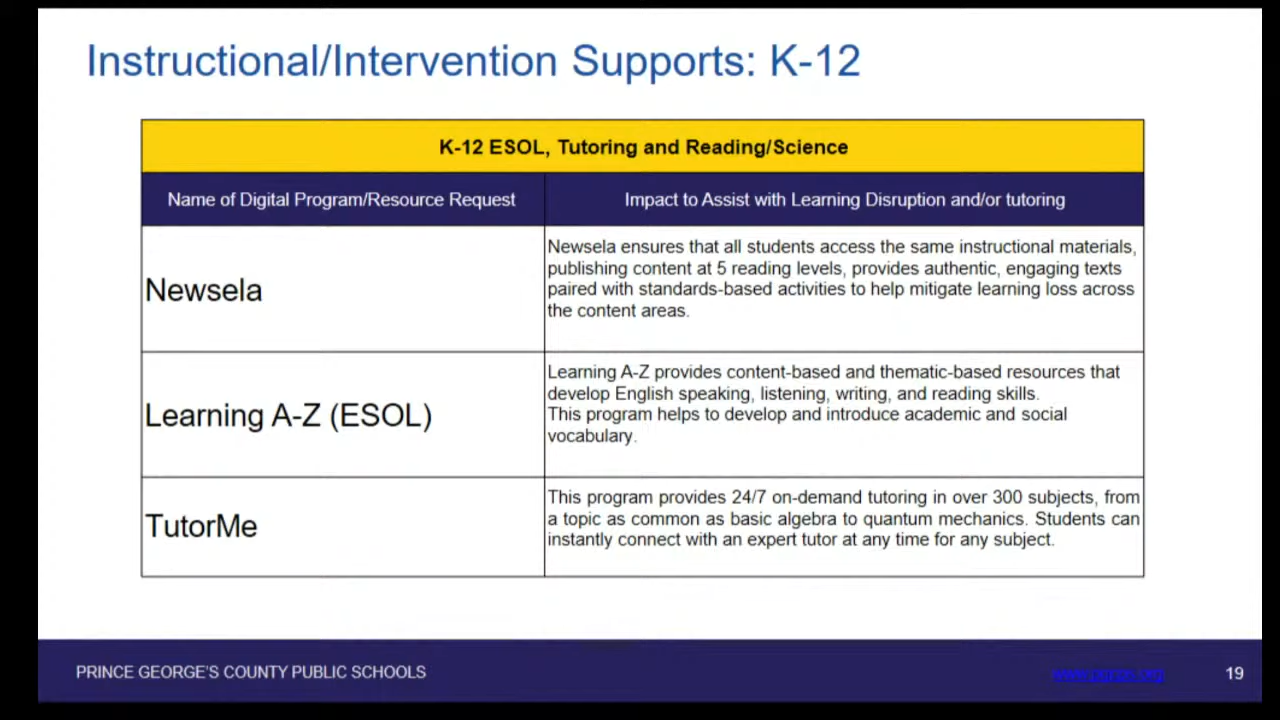 Instructional/Intervention Supports: K-12
K-12 ESOL, Tutoring and Reading/Science
Name of Digital Program/Resource Request
Impact to Assist with Learning Disruption and/or tutoring
Newsela
Newsela ensures that all students access the same instructional materials,
publishing content at 5 reading levels, provides authentic, engaging texts
paired with standards-based activities to help mitigate learning loss across
the content areas.
Learning A-Z (ESOL)
Learning A-Z provides content-based and thematic-based resources that
develop English speaking, listening, writing, and reading skills.
This program helps to develop and introduce academic and social
vocabulary.
TutorMe
This program provides 24/7 on-demand tutoring in over 300 subjects, from
a topic as common as basic algebra to quantum mechanics. Students can
instantly connect with an expert tutor at any time for any subject.
PRINCE GEORGE'S COUNTY PUBLIC SCHOOLS
19